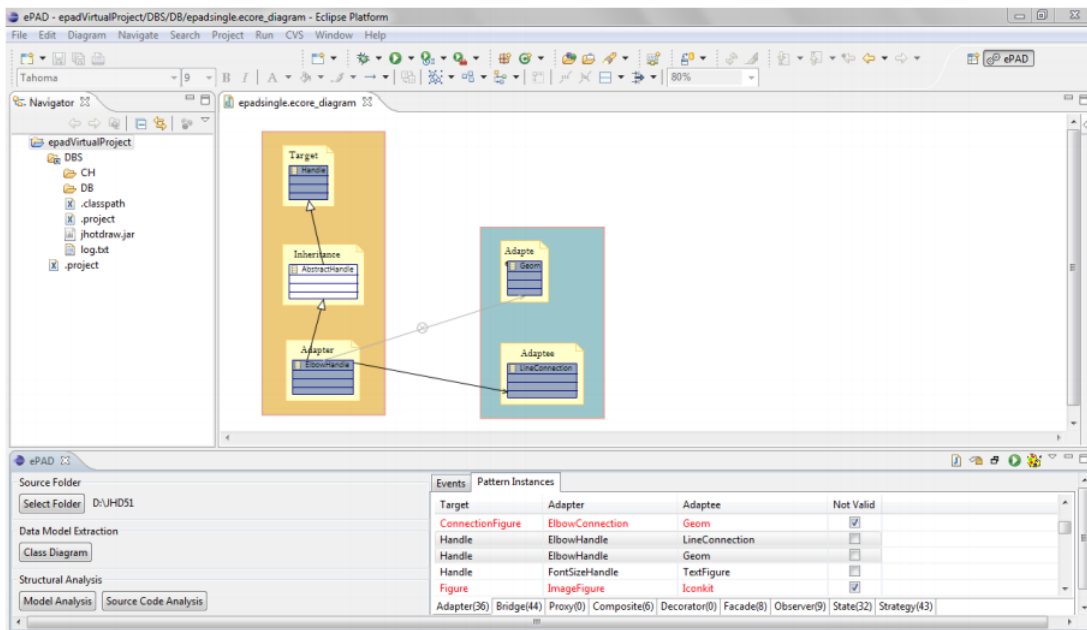 ePAD - epadVirtualProject/DBS/DB/epadsingle.ecore_diagram - Eclipse Platform
File Edit Diagram Navigate Search Project Run CVS Window Help
ePAD
Tahoma 9 B I A 80%
Navigator
epadsingle.ecore_diagram
epadVirtualProject
DBS
CH
DB
.classpath
.project
jhotdraw.jar
log.txt
.project
Target
Handle
Inheritance
AbstractHandle
Adapter
ElbowHandle
Adapte
Geom
Adaptee
LineConnection
ePAD
Source Folder
Select Folder D:\JHD51
Data Model Extraction
Class Diagram
Structural Analysis
Model Analysis Source Code Analysis
Events Pattern Instances
Target Adapter Adaptee Not Valid
ConnectionFigure ElbowConnection Geom
Handle ElbowHandle LineConnection
Handle ElbowHandle Geom
Handle FontSizeHandle TextFigure
Figure ImageFigure Iconkit
Adapter(36) Bridge(44) Proxy(0) Composite(6) Decorator(0) Facade(8) Observer(9) State(32) Strategy(43)